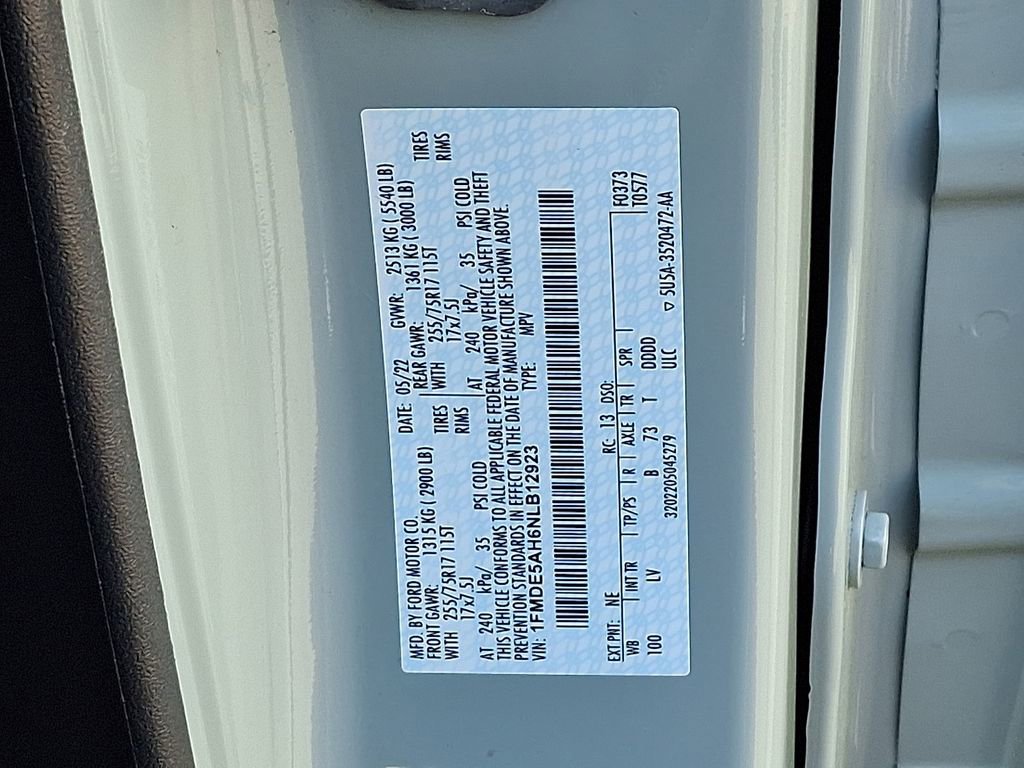 MFD. BY FORD MOTOR CO. DATE: 05/22 GVWR: 2513 KG ( 5540 LB)
FRONT GAWR: 1315 KG ( 2900 LB) REAR GAWR: 1361 KG ( 3000 LB)
WITH 255/75R17 115T TIRES WITH 255/75R17 115T TIRES
17x7.5J RIMS 17x7.5J RIMS
AT 240 kPa/ 35 PSI COLD AT 240 kPa/ 35 PSI COLD
THIS VEHICLE CONFORMS TO ALL APPLICABLE FEDERAL MOTOR VEHICLE SAFETY AND THEFT
PREVENTION STANDARDS IN EFFECT ON THE DATE OF MANUFACTURE SHOWN ABOVE.
VIN: 1FMDE5AH6NLB12923 TYPE: MPV
F0373
EXT PNT: NE RC: 13 DSO: T0577
WB INT TR TP/PS R AXLE TR SPR
100 LV B 73 T DDDD
ULC
3202205045279 ▽ 5U5A-3520472-AA